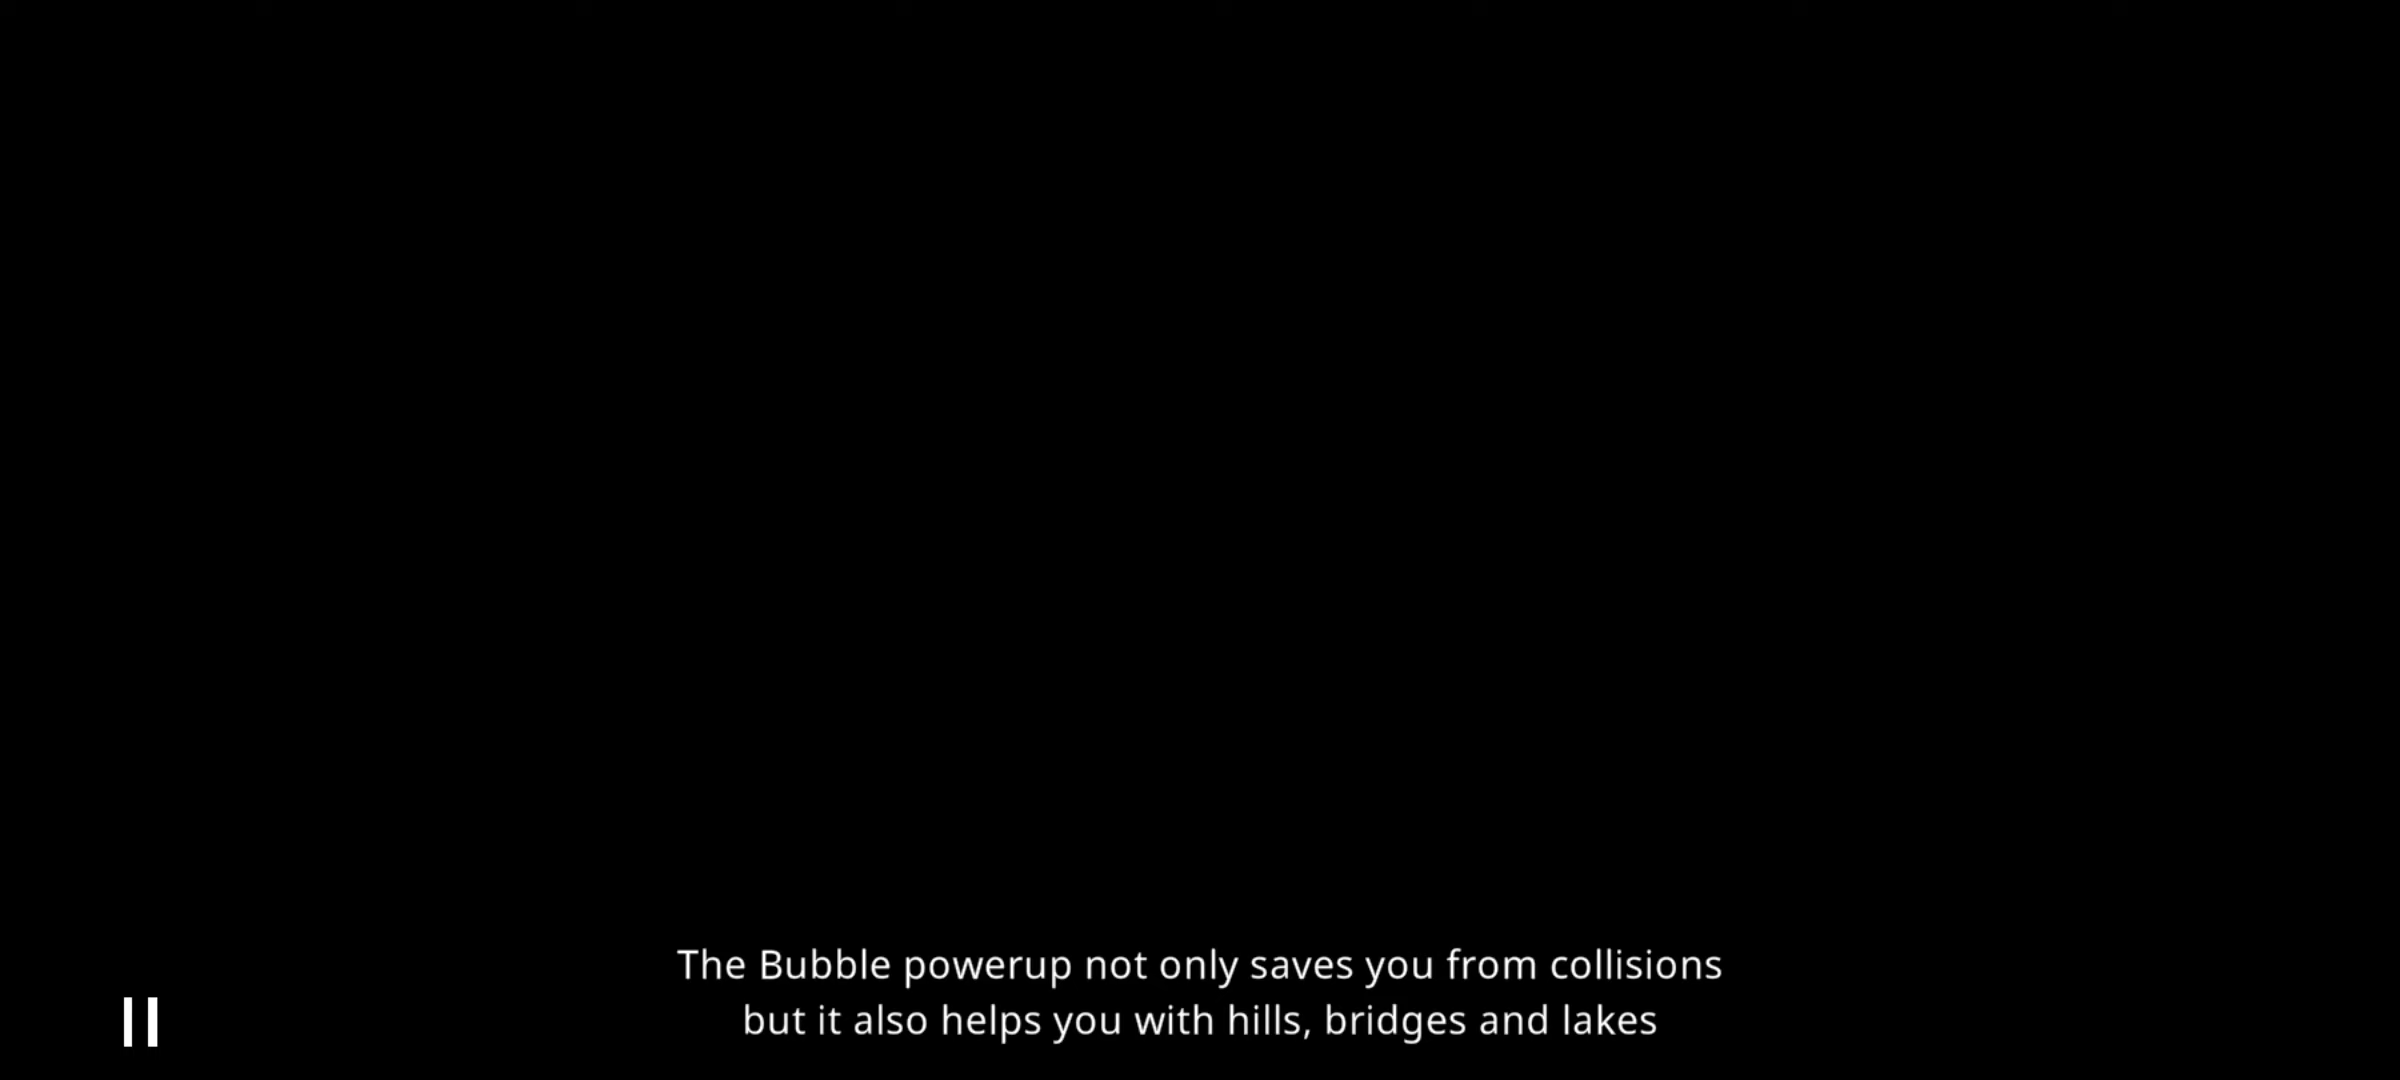 The Bubble powerup not only saves you from collisions
but it also helps you with hills, bridges and lakes